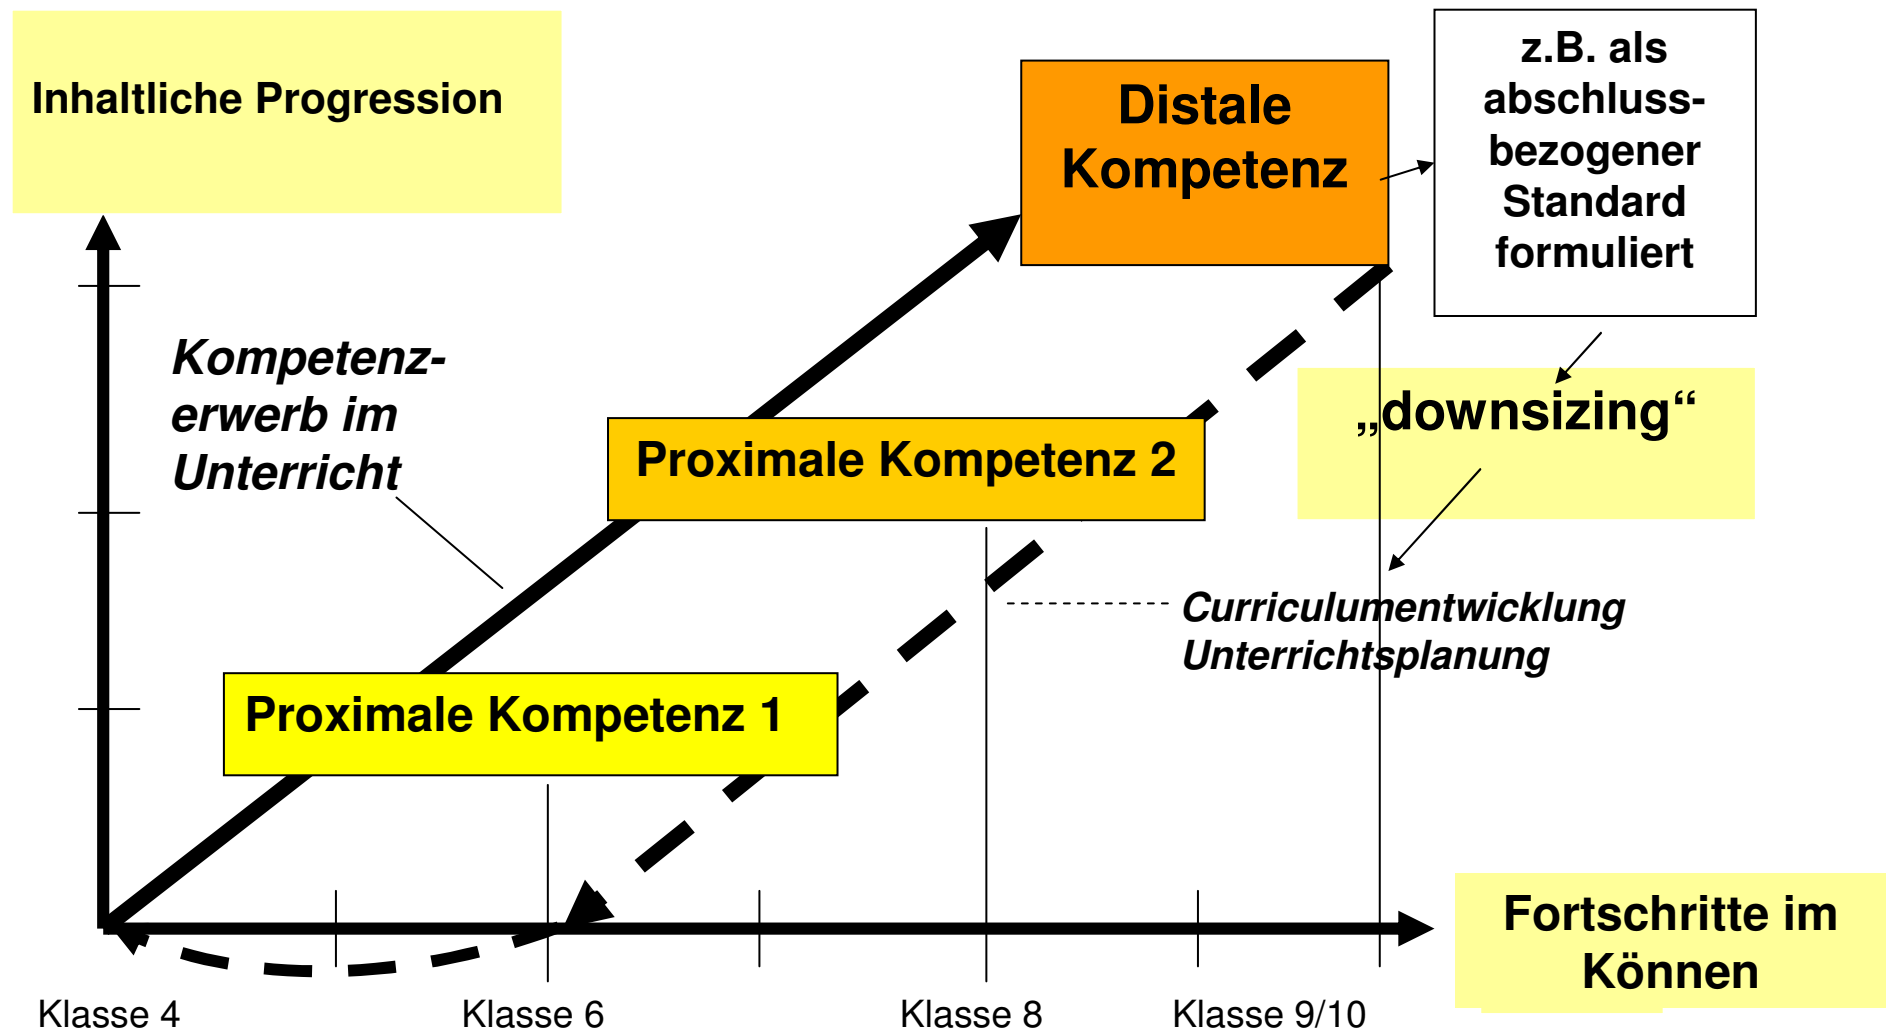 Inhaltliche Progression
Distale
Kompetenz
z.B. als
abschluss-
bezogener
Standard
formuliert
Kompetenz-
erwerb im
Unterricht
„downsizing“
Proximale Kompetenz 2
Curriculumentwicklung
Unterrichtsplanung
Proximale Kompetenz 1
Fortschritte im
Können
Klasse 4
Klasse 6
Klasse 8
Klasse 9/10